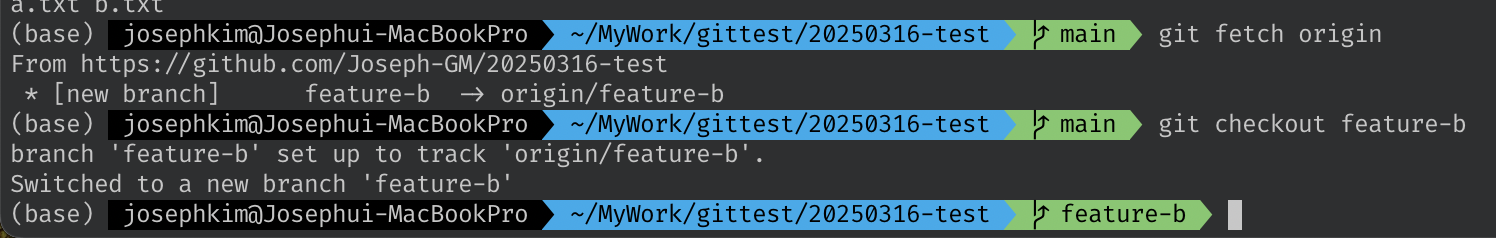 a.txt b.txt
(base) josephkim@Josephui-MacBookPro ~/MyWork/gittest/20250316-test main git fetch origin
From https://github.com/Joseph-GM/20250316-test
* [new branch] feature-b -> origin/feature-b
(base) josephkim@Josephui-MacBookPro ~/MyWork/gittest/20250316-test main git checkout feature-b
branch 'feature-b' set up to track 'origin/feature-b'.
Switched to a new branch 'feature-b'
(base) josephkim@Josephui-MacBookPro ~/MyWork/gittest/20250316-test feature-b